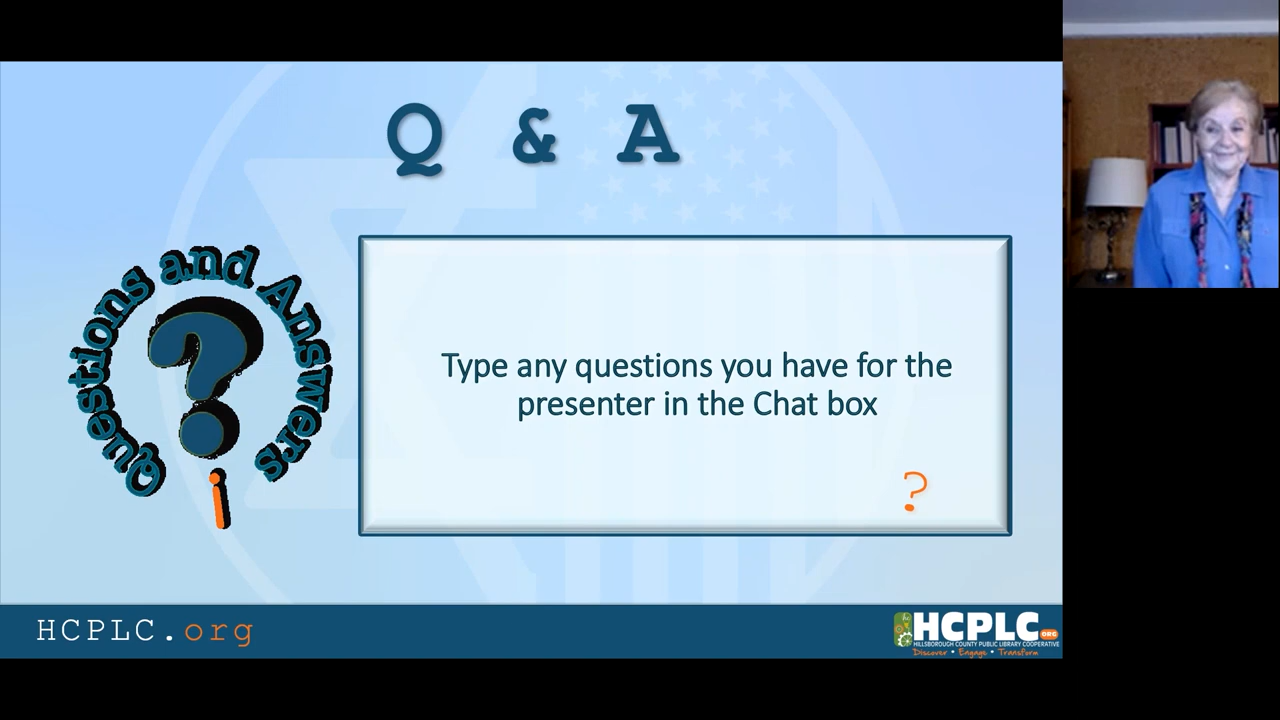 Q & A
Questions and Answers
?
i
Type any questions you have for the
presenter in the Chat box
?
HCPLC.org
HCPLC.ORG
HILLSBOROUGH COUNTY PUBLIC LIBRARY COOPERATIVE
Discover • Engage • Transform